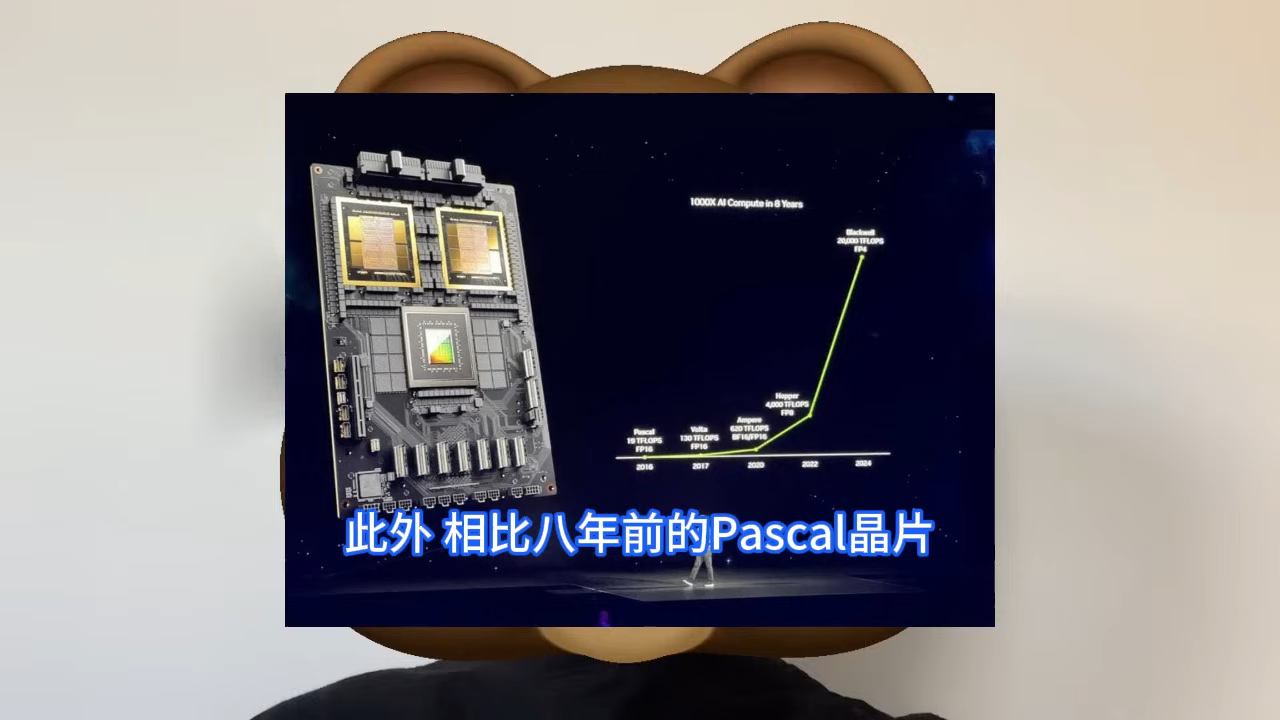 1000X AI Compute in 8 Years
Blackwell
20,000 TFLOPS
FP4
Hopper
4,000 TFLOPS
FP8
Ampere
620 TFLOPS
BF16/FP16
Volta
130 TFLOPS
FP16
Pascal
19 TFLOPS
FP16
2016
2017
2020
2022
2024
此外 相比八年前的Pascal晶片